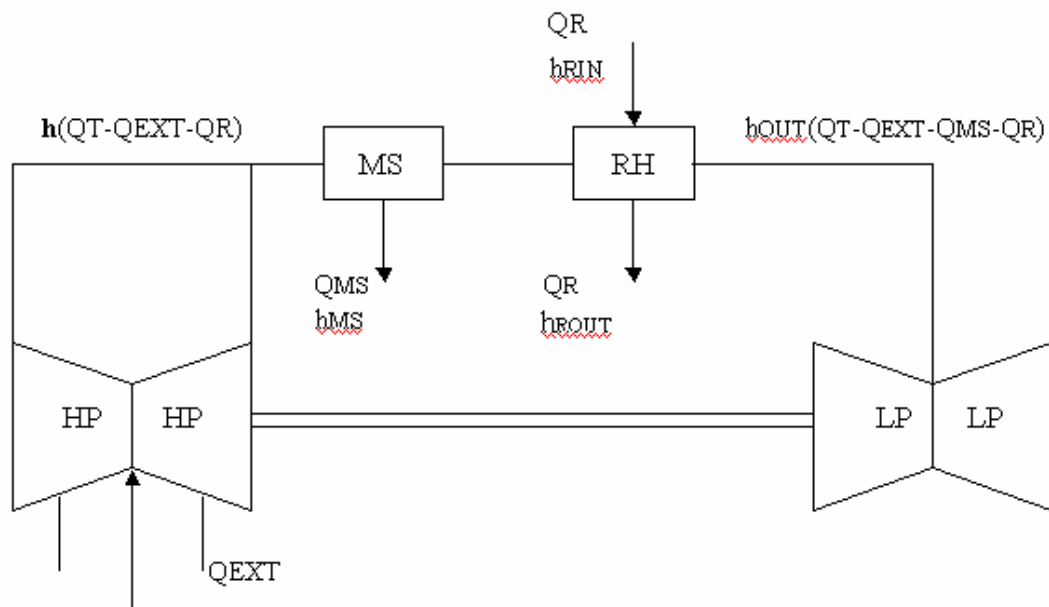 QR
hRIN
h(QT-QEXT-QR)
hOUT(QT-QEXT-QMS-QR)
MS
RH
QMS
hMS
QR
hROUT
HP
HP
LP
LP
QEXT